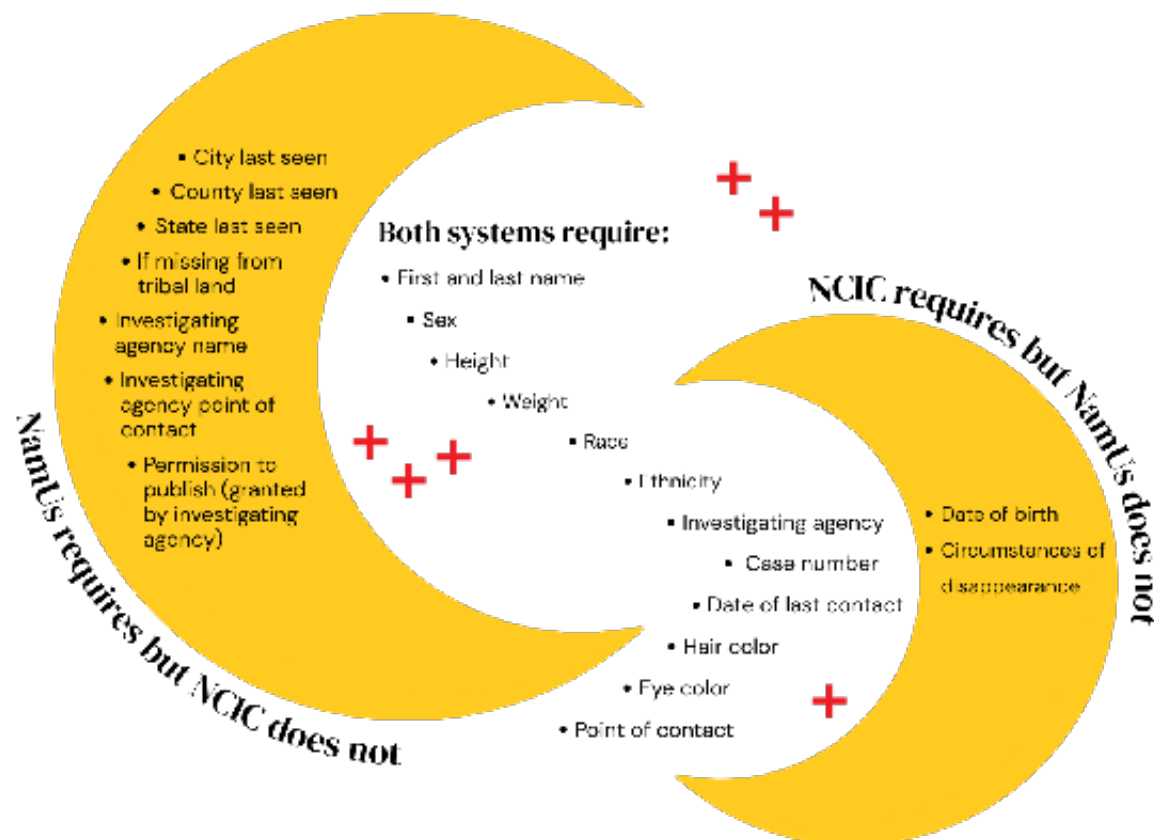 • City last seen
• County last seen
• State last seen
• If missing from
tribal land
• Investigating
agency name
• Investigating
agency point of
contact
• Permission to
publish (granted
by investigating
agency)
NamUs requires but NCIC does not
Both systems require:
• First and last name
• Sex
• Height
• Weight
• Race
• Ethnicity
• Investigating agency
• Case number
• Date of last contact
• Hair color
• Eye color
• Point of contact
NCIC requires but NamUs does not
• Date of birth
• Circumstances of
disappearance